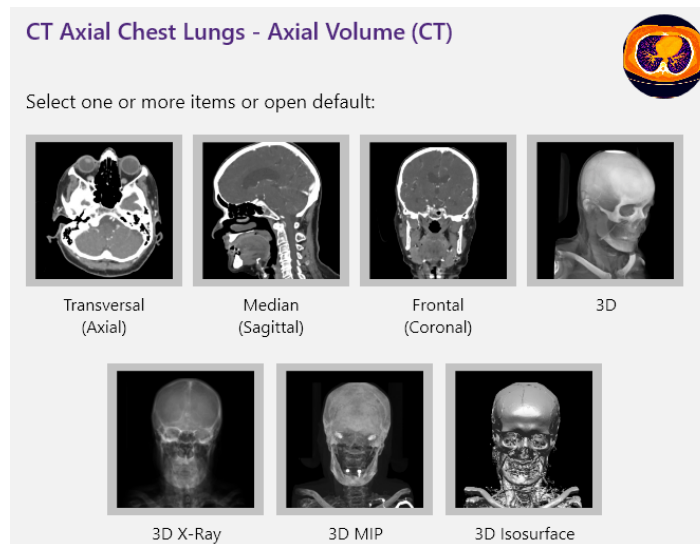 CT Axial Chest Lungs - Axial Volume (CT)
Select one or more items or open default:
Transversal
(Axial)
Median
(Sagittal)
Frontal
(Coronal)
3D
3D X-Ray
3D MIP
3D Isosurface